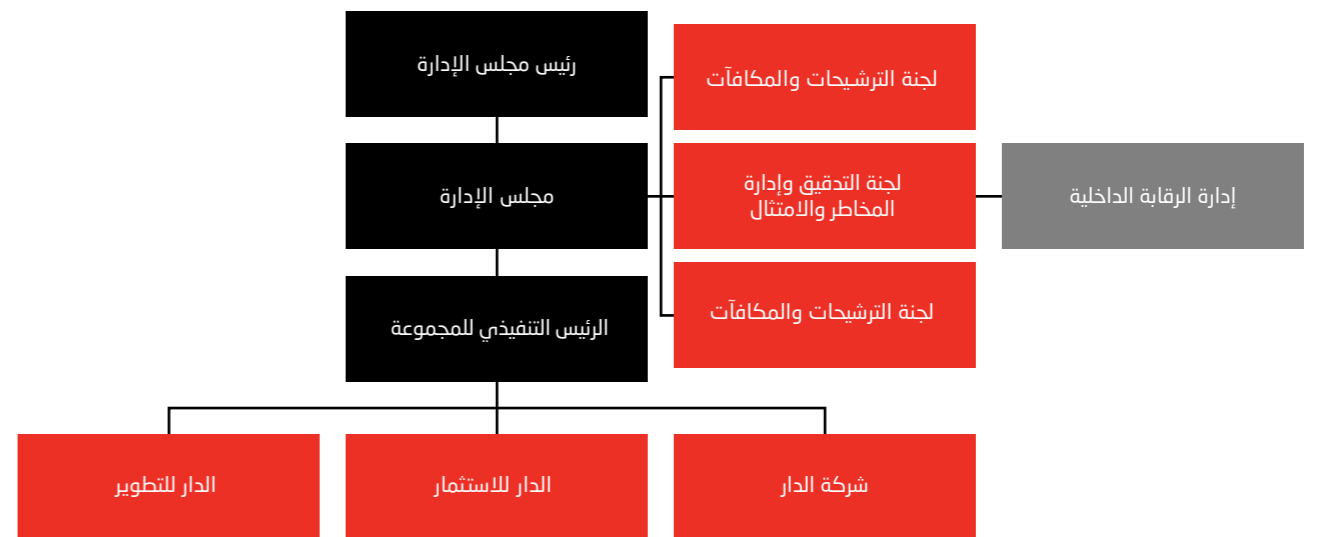 رئيس مجلس الإدارة
لجنة الترشيحات والمكافآت
مجلس الإدارة
لجنة التدقيق وإدارة
المخاطر والامتثال
إدارة الرقابة الداخلية
الرئيس التنفيذي للمجموعة
لجنة الترشيحات والمكافآت
شركة الدار
الدار للاستثمار
الدار للتطوير